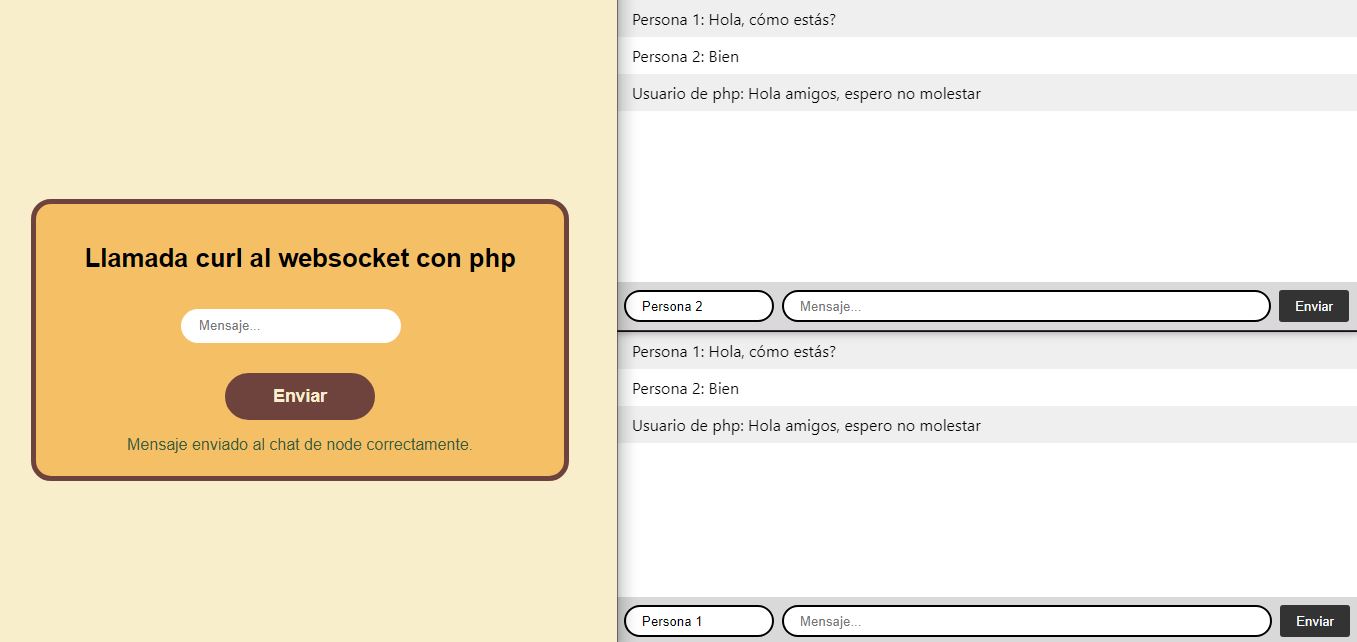 Llamada curl al websocket con php
Mensaje...
Enviar
Mensaje enviado al chat de node correctamente.
Persona 1: Hola, cómo estás?
Persona 2: Bien
Usuario de php: Hola amigos, espero no molestar
Persona 2 Mensaje... Enviar
Persona 1: Hola, cómo estás?
Persona 2: Bien
Usuario de php: Hola amigos, espero no molestar
Persona 1 Mensaje... Enviar